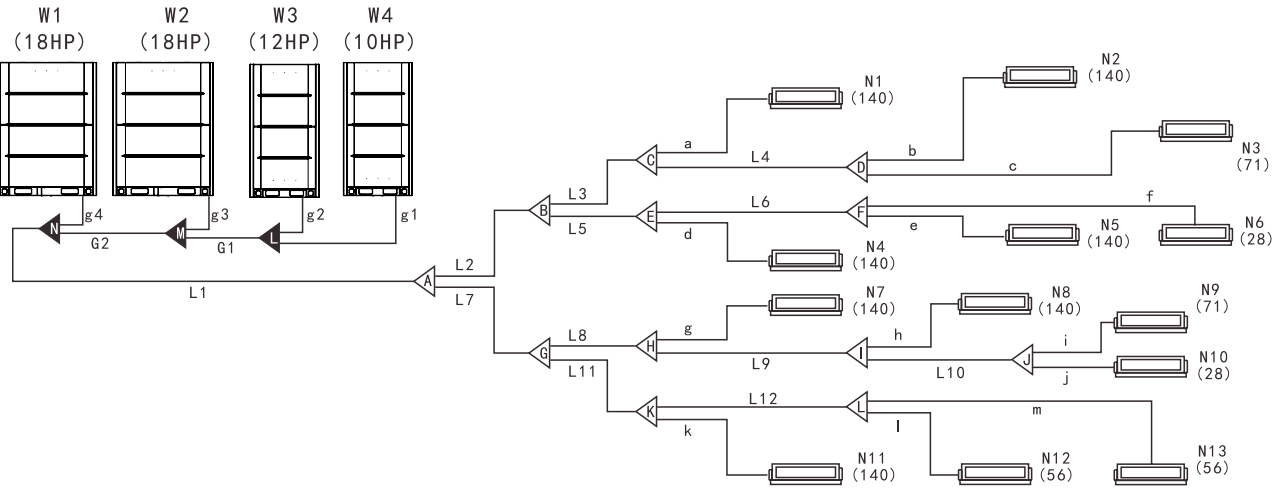 W1
(18HP)
W2
(18HP)
W3
(12HP)
W4
(10HP)
N1
(140)
N2
(140)
N3
(71)
a
C
L4
D
b
c
L3
B
L5
E
L6
F
f
e
d
N4
(140)
N5
(140)
N6
(28)
g4
g3
g2
g1
N
M
L
G2
G1
L1
A
L2
L7
G
L8
H
g
N7
(140)
L9
I
h
N8
(140)
L10
J
i
N9
(71)
j
N10
(28)
L11
K
L12
L
m
k
l
N11
(140)
N12
(56)
N13
(56)